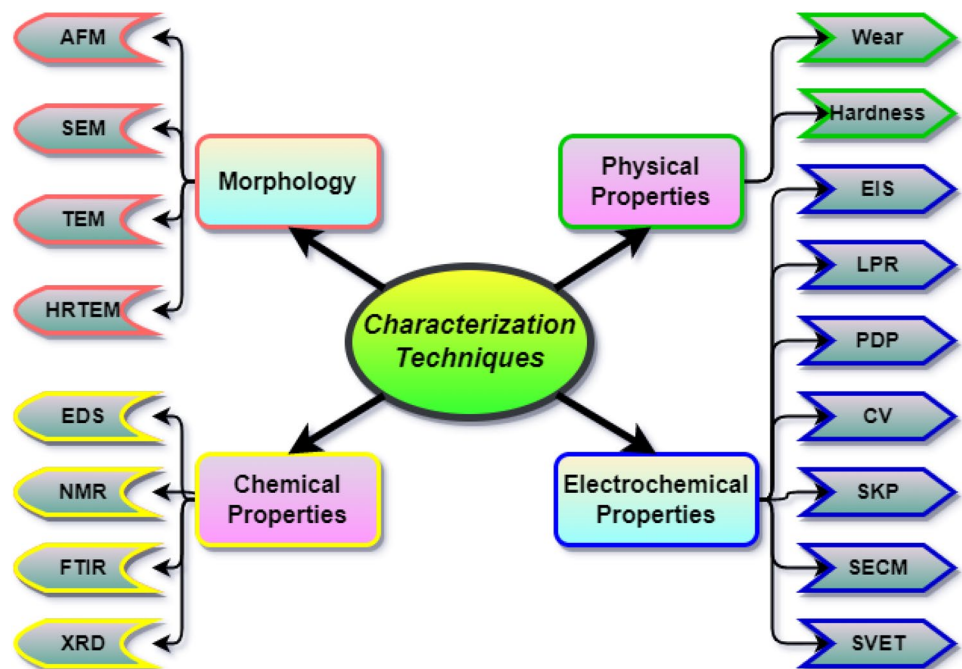 AFM
SEM
TEM
HRTEM
Morphology
Physical
Properties
Wear
Hardness
Characterization
Techniques
EDS
NMR
FTIR
XRD
Chemical
Properties
Electrochemical
Properties
EIS
LPR
PDP
CV
SKP
SECM
SVET